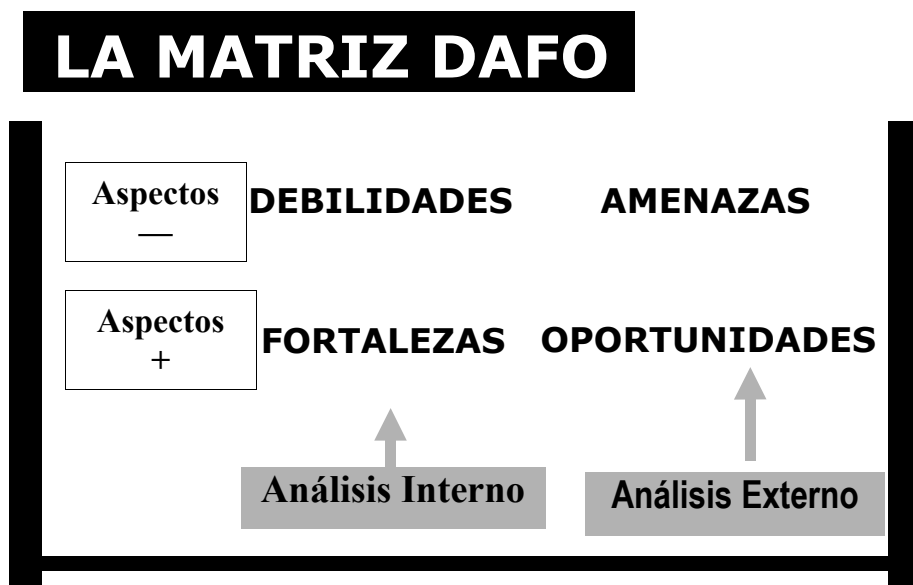 LA MATRIZ DAFO
Aspectos
—
DEBILIDADES
AMENAZAS
Aspectos
+
FORTALEZAS
OPORTUNIDADES
Análisis Interno
Análisis Externo